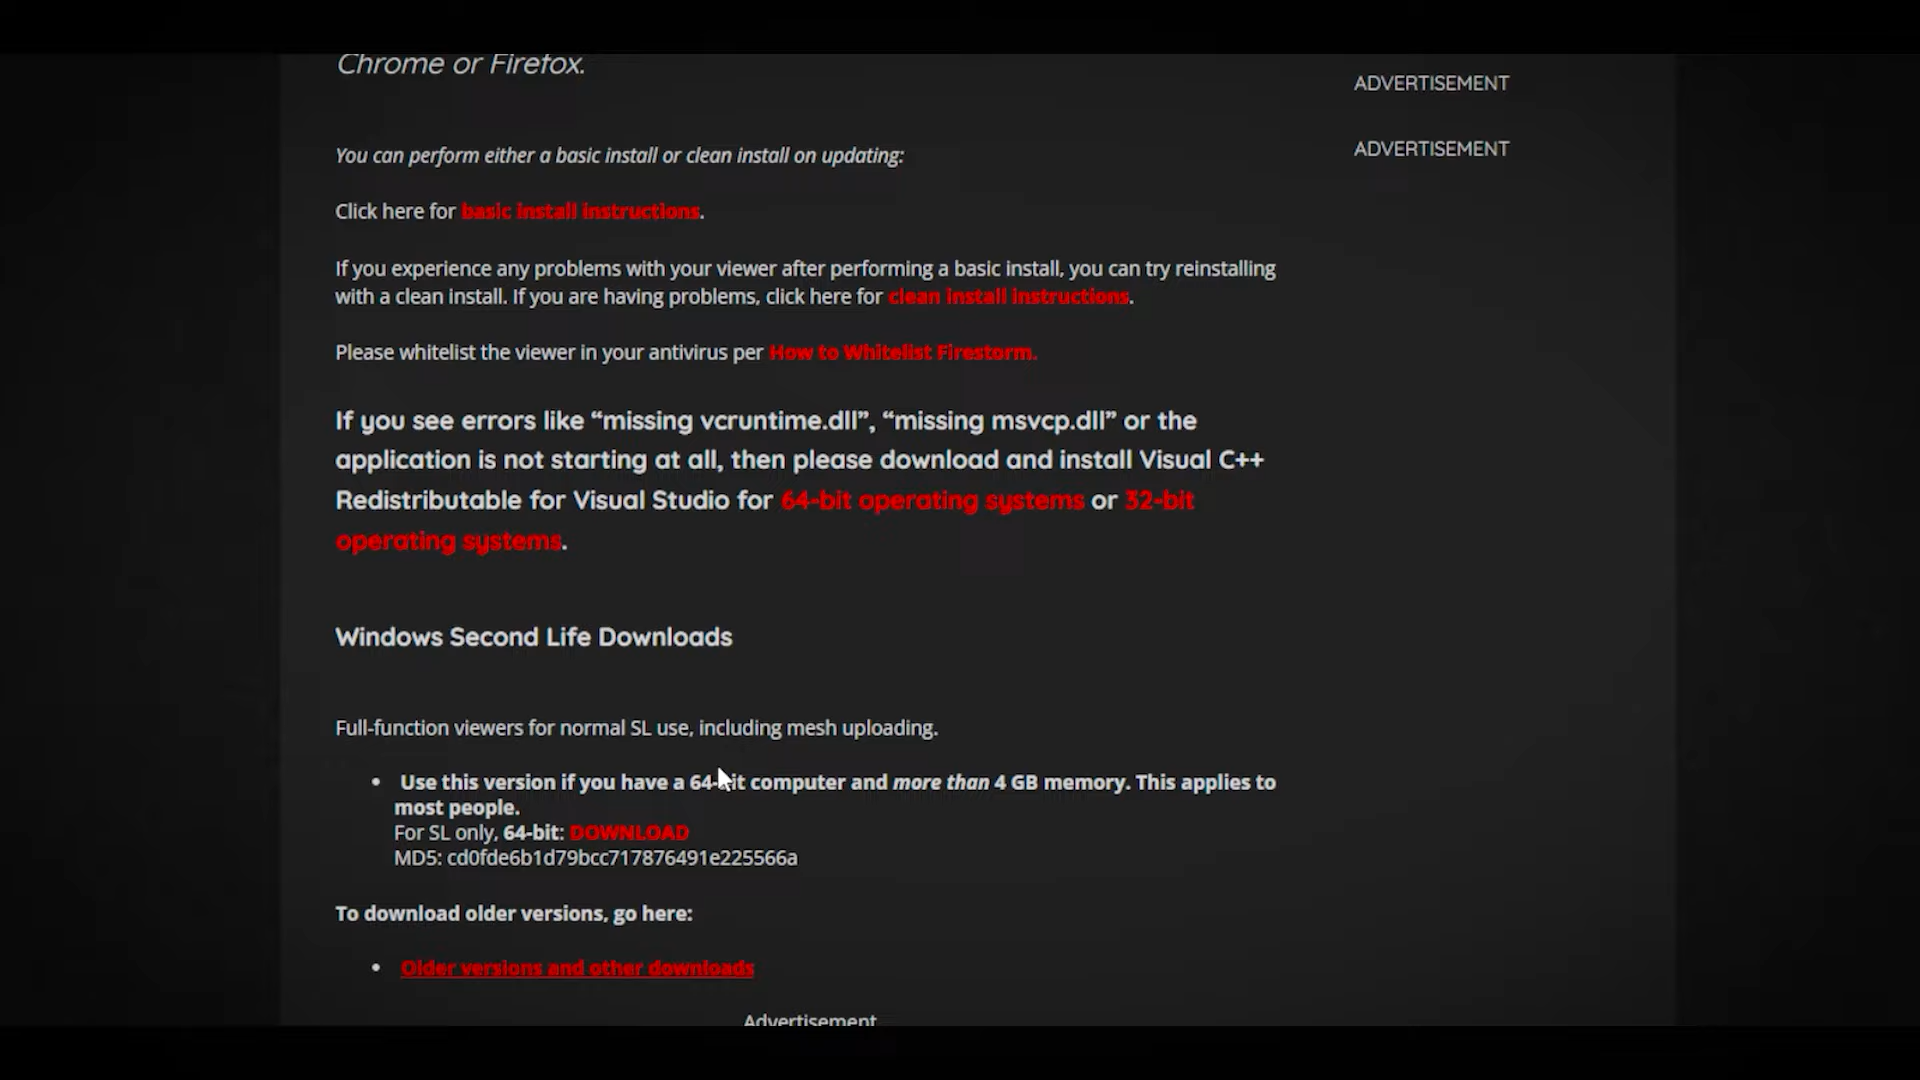 Chrome or Firefox.
ADVERTISEMENT
ADVERTISEMENT
You can perform either a basic install or clean install on updating:
Click here for basic install instructions.
If you experience any problems with your viewer after performing a basic install, you can try reinstalling
with a clean install. If you are having problems, click here for clean install instructions.
Please whitelist the viewer in your antivirus per How to Whitelist Firestorm.
If you see errors like “missing vcruntime.dll”, “missing msvcp.dll” or the
application is not starting at all, then please download and install Visual C++
Redistributable for Visual Studio for 64-bit operating systems or 32-bit
operating systems.
Windows Second Life Downloads
Full-function viewers for normal SL use, including mesh uploading.
• Use this version if you have a 64-bit computer and more than 4 GB memory. This applies to
most people.
For SL only, 64-bit: DOWNLOAD
MD5: cd0fde6b1d79bcc717876491e225566a
To download older versions, go here:
• Older versions and other downloads
Advertisement